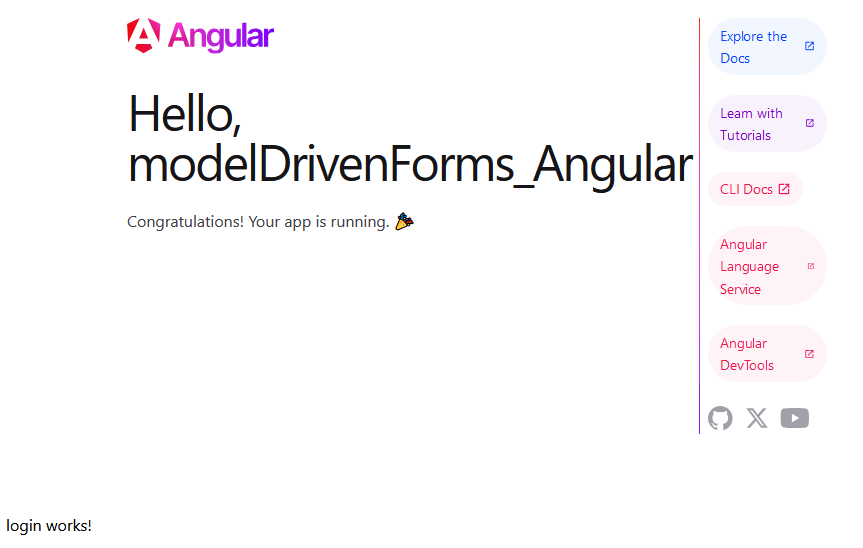 Angular
Hello,
modelDrivenForms_Angular
Congratulations! Your app is running. 🎉
Explore the
Docs
Learn with
Tutorials
CLI Docs
Angular
Language
Service
Angular
DevTools
login works!